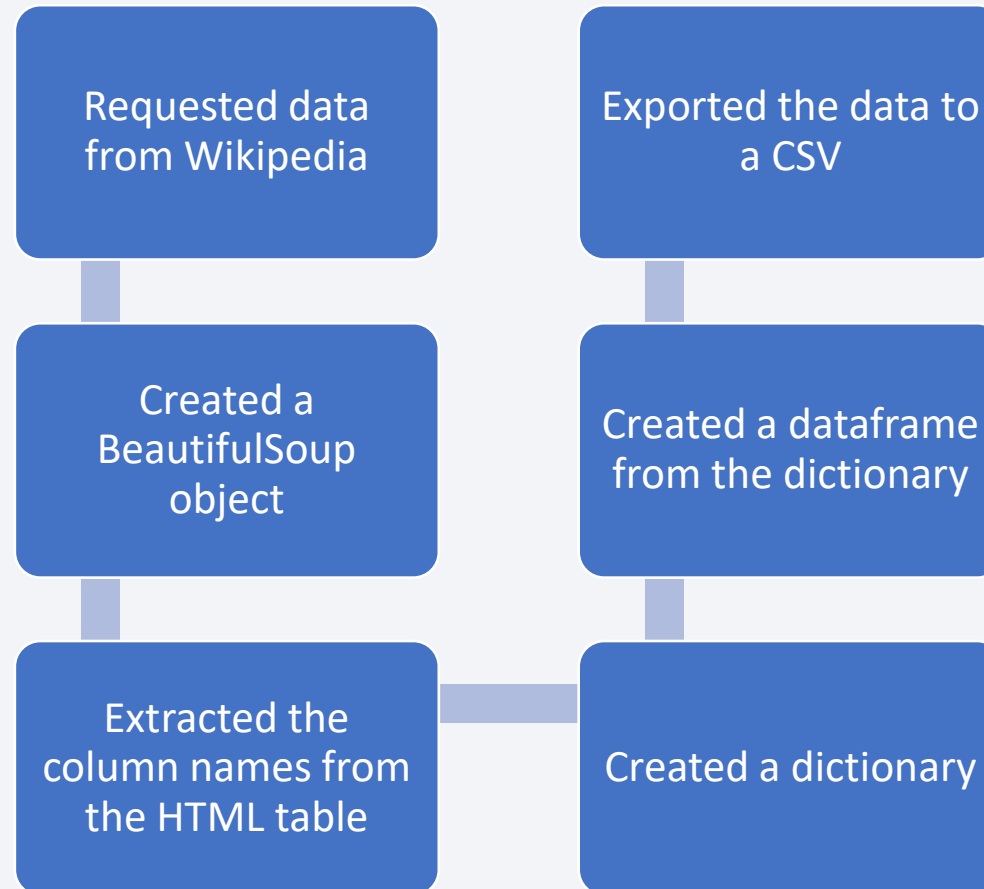 Requested data
from Wikipedia
Created a
BeautifulSoup
object
Extracted the
column names from
the HTML table
Created a dictionary
Created a dataframe
from the dictionary
Exported the data to
a CSV